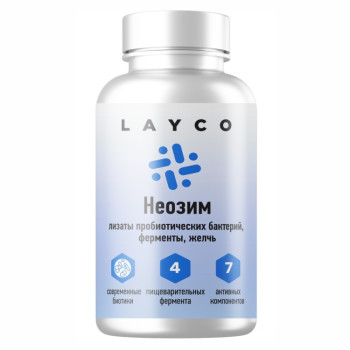 LAYCO
Неозим
лизаты пробиотических бактерий,
ферменты, желчь
4
7
современные
биотики
пищеварительных
фермента
активных
компонентов